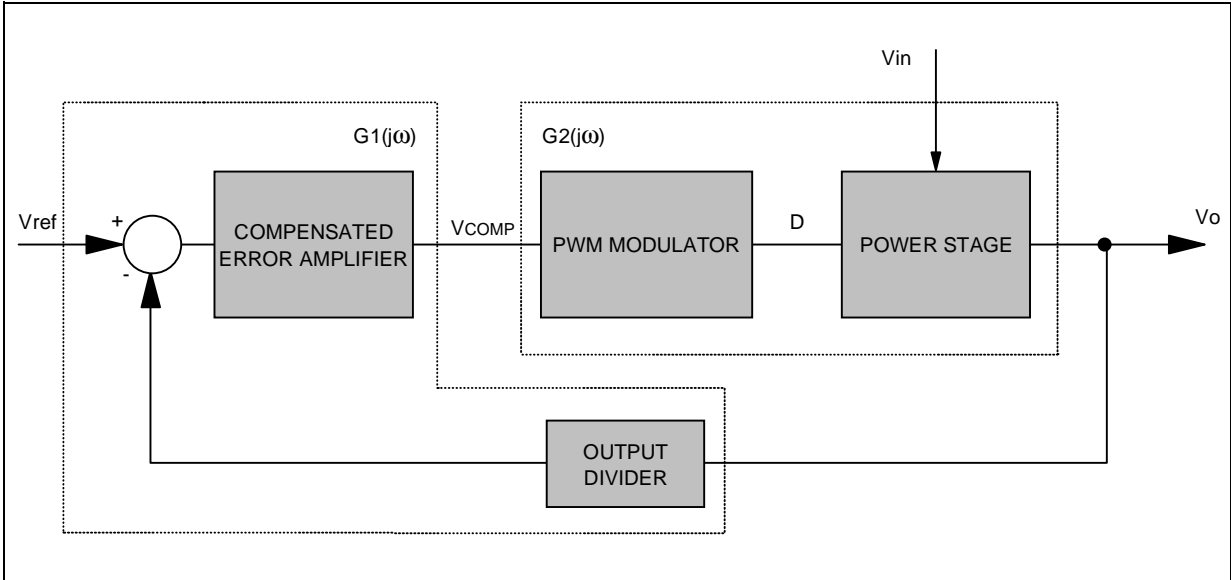 Vin
G1(jω)
G2(jω)
Vref
+
-
COMPENSATED
ERROR AMPLIFIER
VCOMP
PWM MODULATOR
D
POWER STAGE
Vo
OUTPUT
DIVIDER